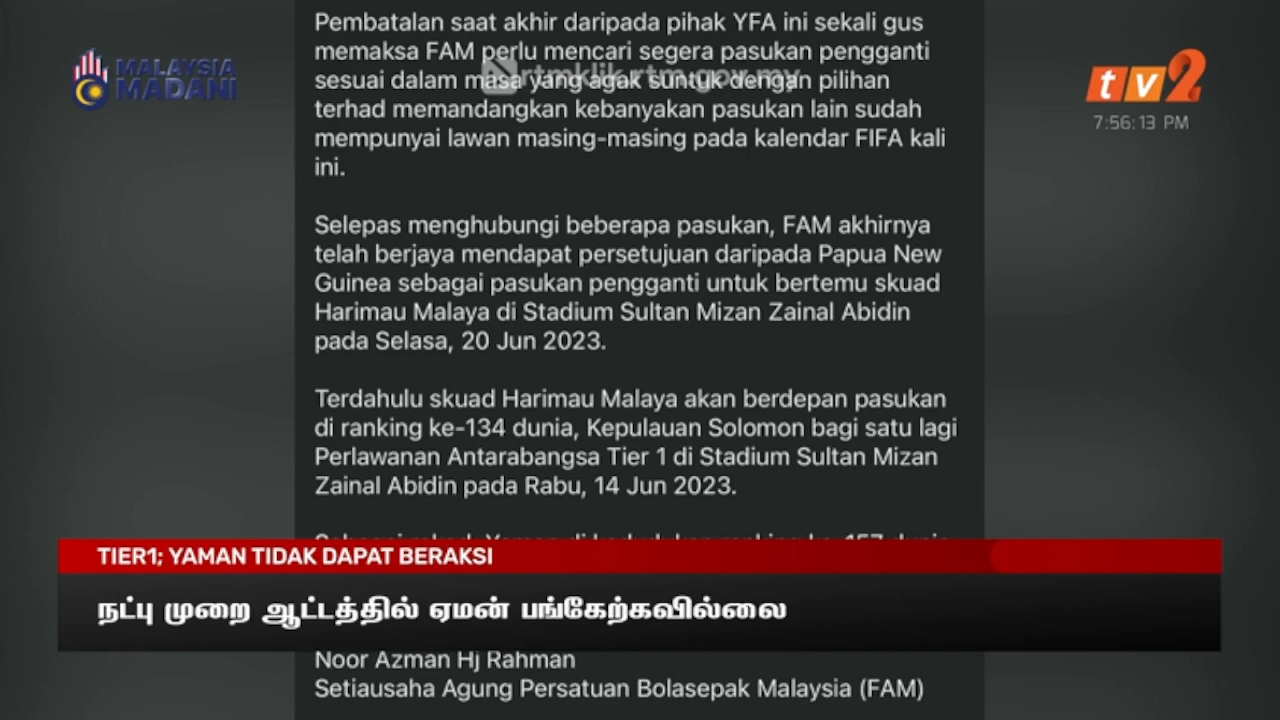 Pembatalan saat akhir daripada pihak YFA ini sekali gus
memaksa FAM perlu mencari segera pasukan pengganti
sesuai dalam masa yang agak suntuk dengan pilihan
terhad memandangkan kebanyakan pasukan lain sudah
mempunyai lawan masing-masing pada kalendar FIFA kali
ini.
MALAYSIA
MADANI
rtmklik.rtm.gov.my
tv2
7:56:13 PM
Selepas menghubungi beberapa pasukan, FAM akhirnya
telah berjaya mendapat persetujuan daripada Papua New
Guinea sebagai pasukan pengganti untuk bertemu skuad
Harimau Malaya di Stadium Sultan Mizan Zainal Abidin
pada Selasa, 20 Jun 2023.
Terdahulu skuad Harimau Malaya akan berdepan pasukan
di ranking ke-134 dunia, Kepulauan Solomon bagi satu lagi
Perlawanan Antarabangsa Tier 1 di Stadium Sultan Mizan
Zainal Abidin pada Rabu, 14 Jun 2023.
TIER1; YAMAN TIDAK DAPAT BERAKSI
நட்பு முறை ஆட்டத்தில் ஏமன் பங்கேற்கவில்லை
Noor Azman Hj Rahman
Setiausaha Agung Persatuan Bolasepak Malaysia (FAM)